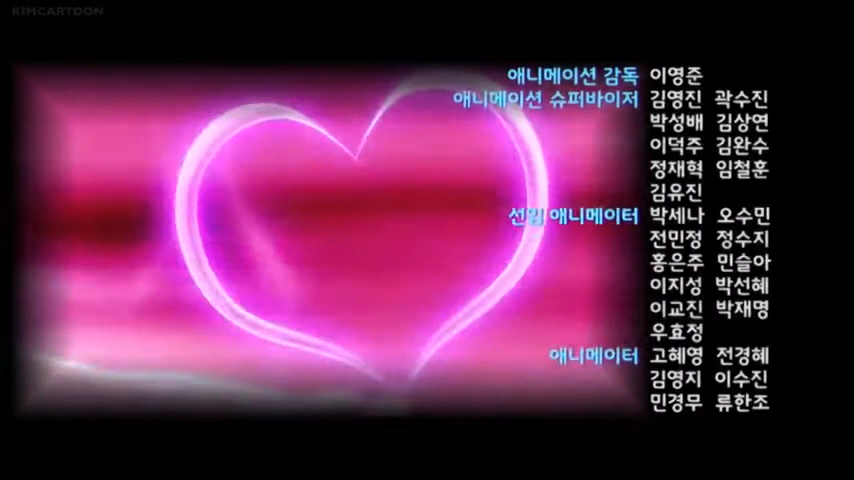 KIMCARTOON
애니메이션 감독 이영준
애니메이션 슈퍼바이저 김영진 곽수진
박성배 김상연
이덕주 김완수
정재혁 임철훈
김유진
선임 애니메이터 박세나 오수민
전민정 정수지
홍은주 민슬아
이지성 박선혜
이교진 박재명
우효정
애니메이터 고혜영 전경혜
김영지 이수진
민경무 류한조